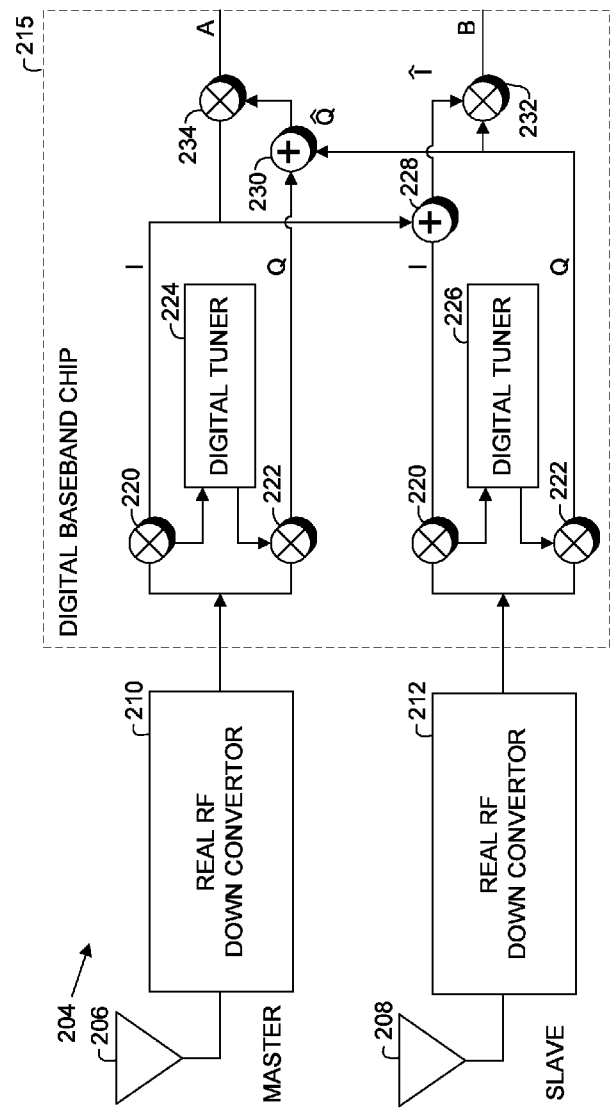 215
DIGITAL BASEBAND CHIP
204
206
MASTER
210
REAL RF
DOWN CONVERTOR
220
222
224
DIGITAL TUNER
I
Q
234
230
Q̂
A
208
SLAVE
212
REAL RF
DOWN CONVERTOR
220
222
226
DIGITAL TUNER
I
Q
228
Î
232
B